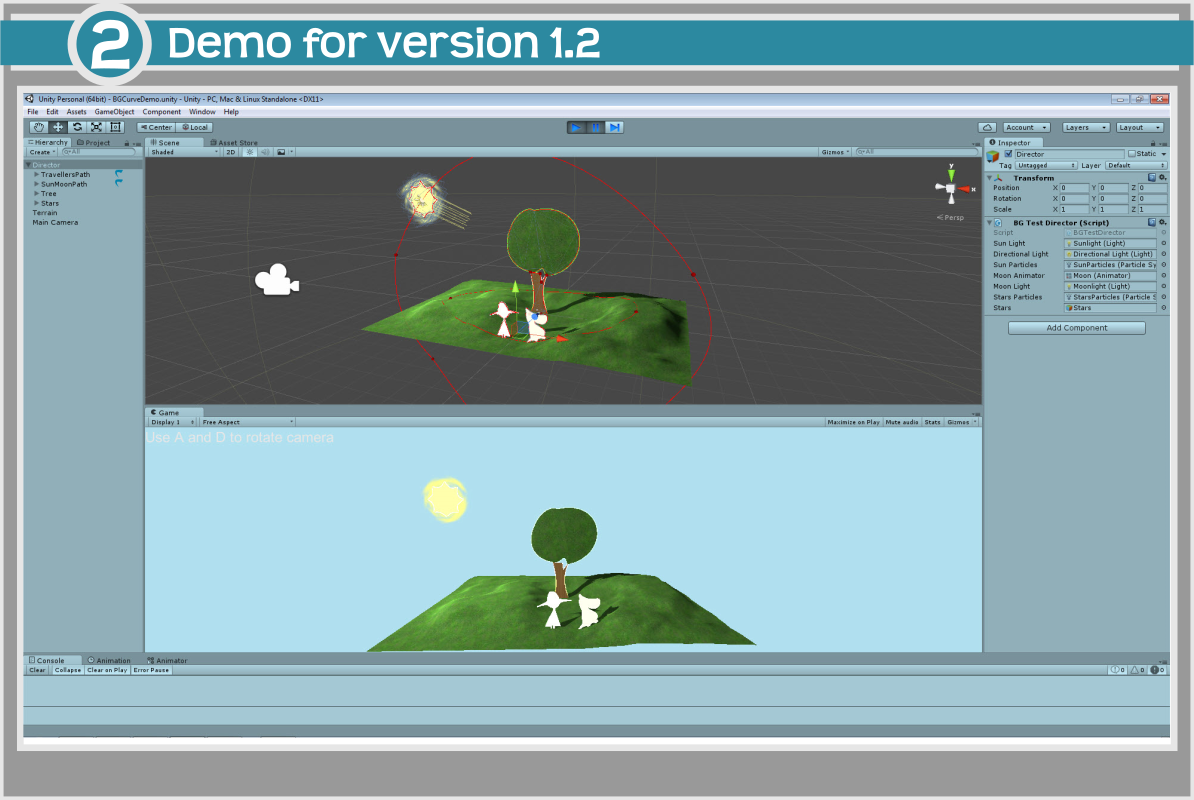 2 Demo for version 1.2
Unity Personal (64bit) - BGCurveDemo.unity - Unity - PC, Mac & Linux Standalone <DX11>
File Edit Assets GameObject Component Window Help
Center Local Account Layers Layout
Hierarchy Project
Create All
Director
TravellersPath
SunMoonPath
Tree
Stars
Terrain
Main Camera
Scene Asset Store
Shaded 2D Gizmos All
y
x
Persp
Game
Display 1 Free Aspect Maximize on Play Mute audio Stats Gizmos
Use A and D to rotate camera
Inspector
Director Static
Tag Untagged Layer Default
Transform
Position X 0 Y 0 Z 0
Rotation X 0 Y 0 Z 0
Scale X 1 Y 1 Z 1
BG Test Director (Script)
Script BGTestDirector
Sun Light Sunlight (Light)
Directional Light Directional Light (Light)
Sun Particles SunParticles (Particle Sy
Moon Animator Moon (Animator)
Moon Light Moonlight (Light)
Stars Particles StarsParticles (Particle S
Stars Stars
Add Component
Console Animation Animator
Clear Collapse Clear on Play Error Pause 0 0 0